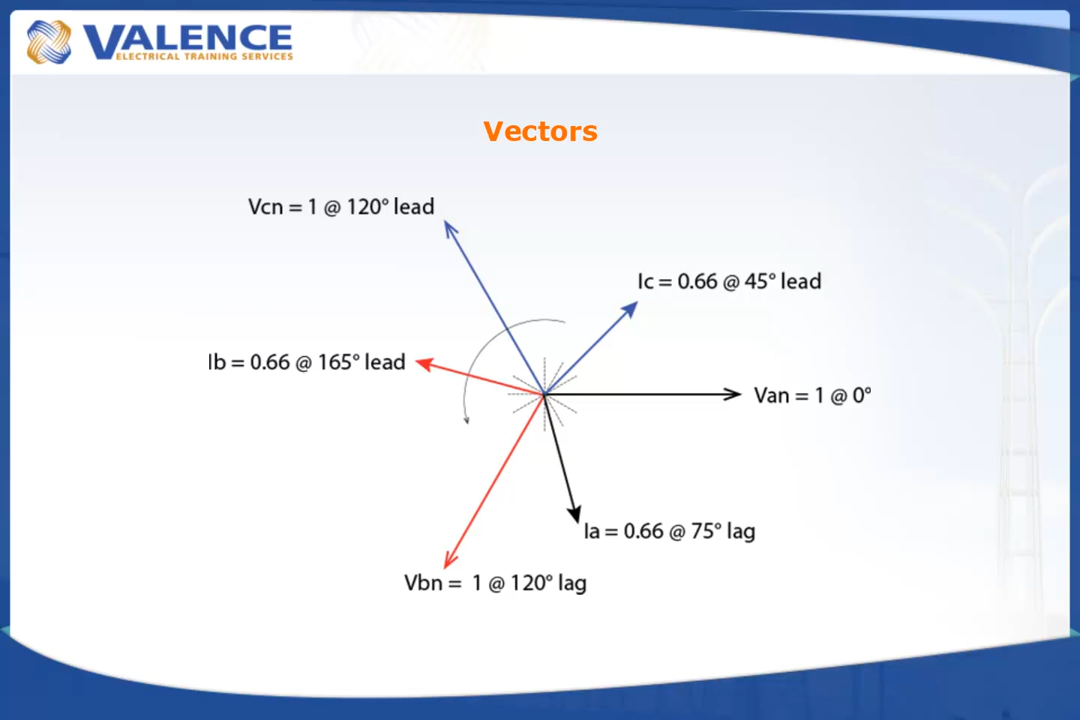 VALENCE
ELECTRICAL TRAINING SERVICES
Vectors
Vcn = 1 @ 120° lead
Ic = 0.66 @ 45° lead
Ib = 0.66 @ 165° lead
Van = 1 @ 0°
Ia = 0.66 @ 75° lag
Vbn =  1 @ 120° lag